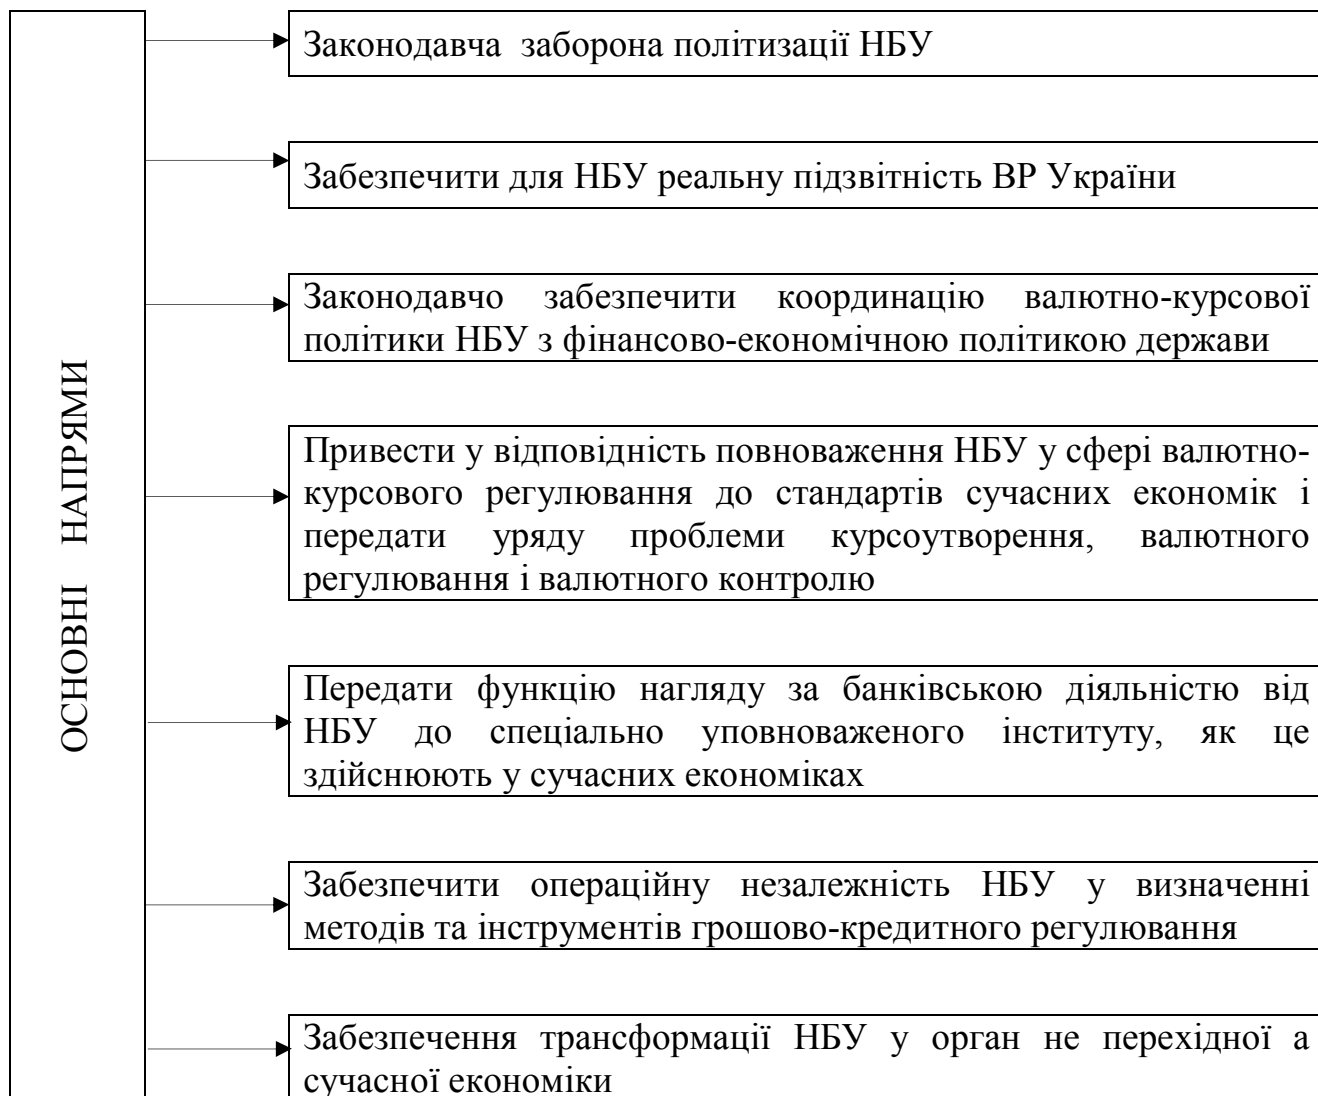 ОСНОВНІ НАПРЯМИ
Законодавча заборона політизації НБУ
Забезпечити для НБУ реальну підзвітність ВР України
Законодавчо забезпечити координацію валютно-курсової
політики НБУ з фінансово-економічною політикою держави
Привести у відповідність повноваження НБУ у сфері валютно-
курсового регулювання до стандартів сучасних економік і
передати уряду проблеми курсоутворення, валютного
регулювання і валютного контролю
Передати функцію нагляду за банківською діяльністю від
НБУ до спеціально уповноваженого інституту, як це
здійснюють у сучасних економіках
Забезпечити операційну незалежність НБУ у визначенні
методів та інструментів грошово-кредитного регулювання
Забезпечення трансформації НБУ у орган не перехідної а
сучасної економіки